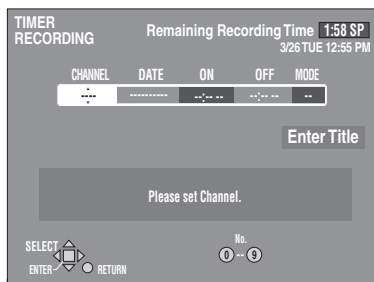 TIMER
RECORDING
Remaining Recording Time 1:58 SP
3/26 TUE 12:55 PM
CHANNEL DATE ON OFF MODE
---- ---------- --:-- -- --:-- -- --
Enter Title
Please set Channel.
SELECT
No.
0 -- 9
ENTER RETURN